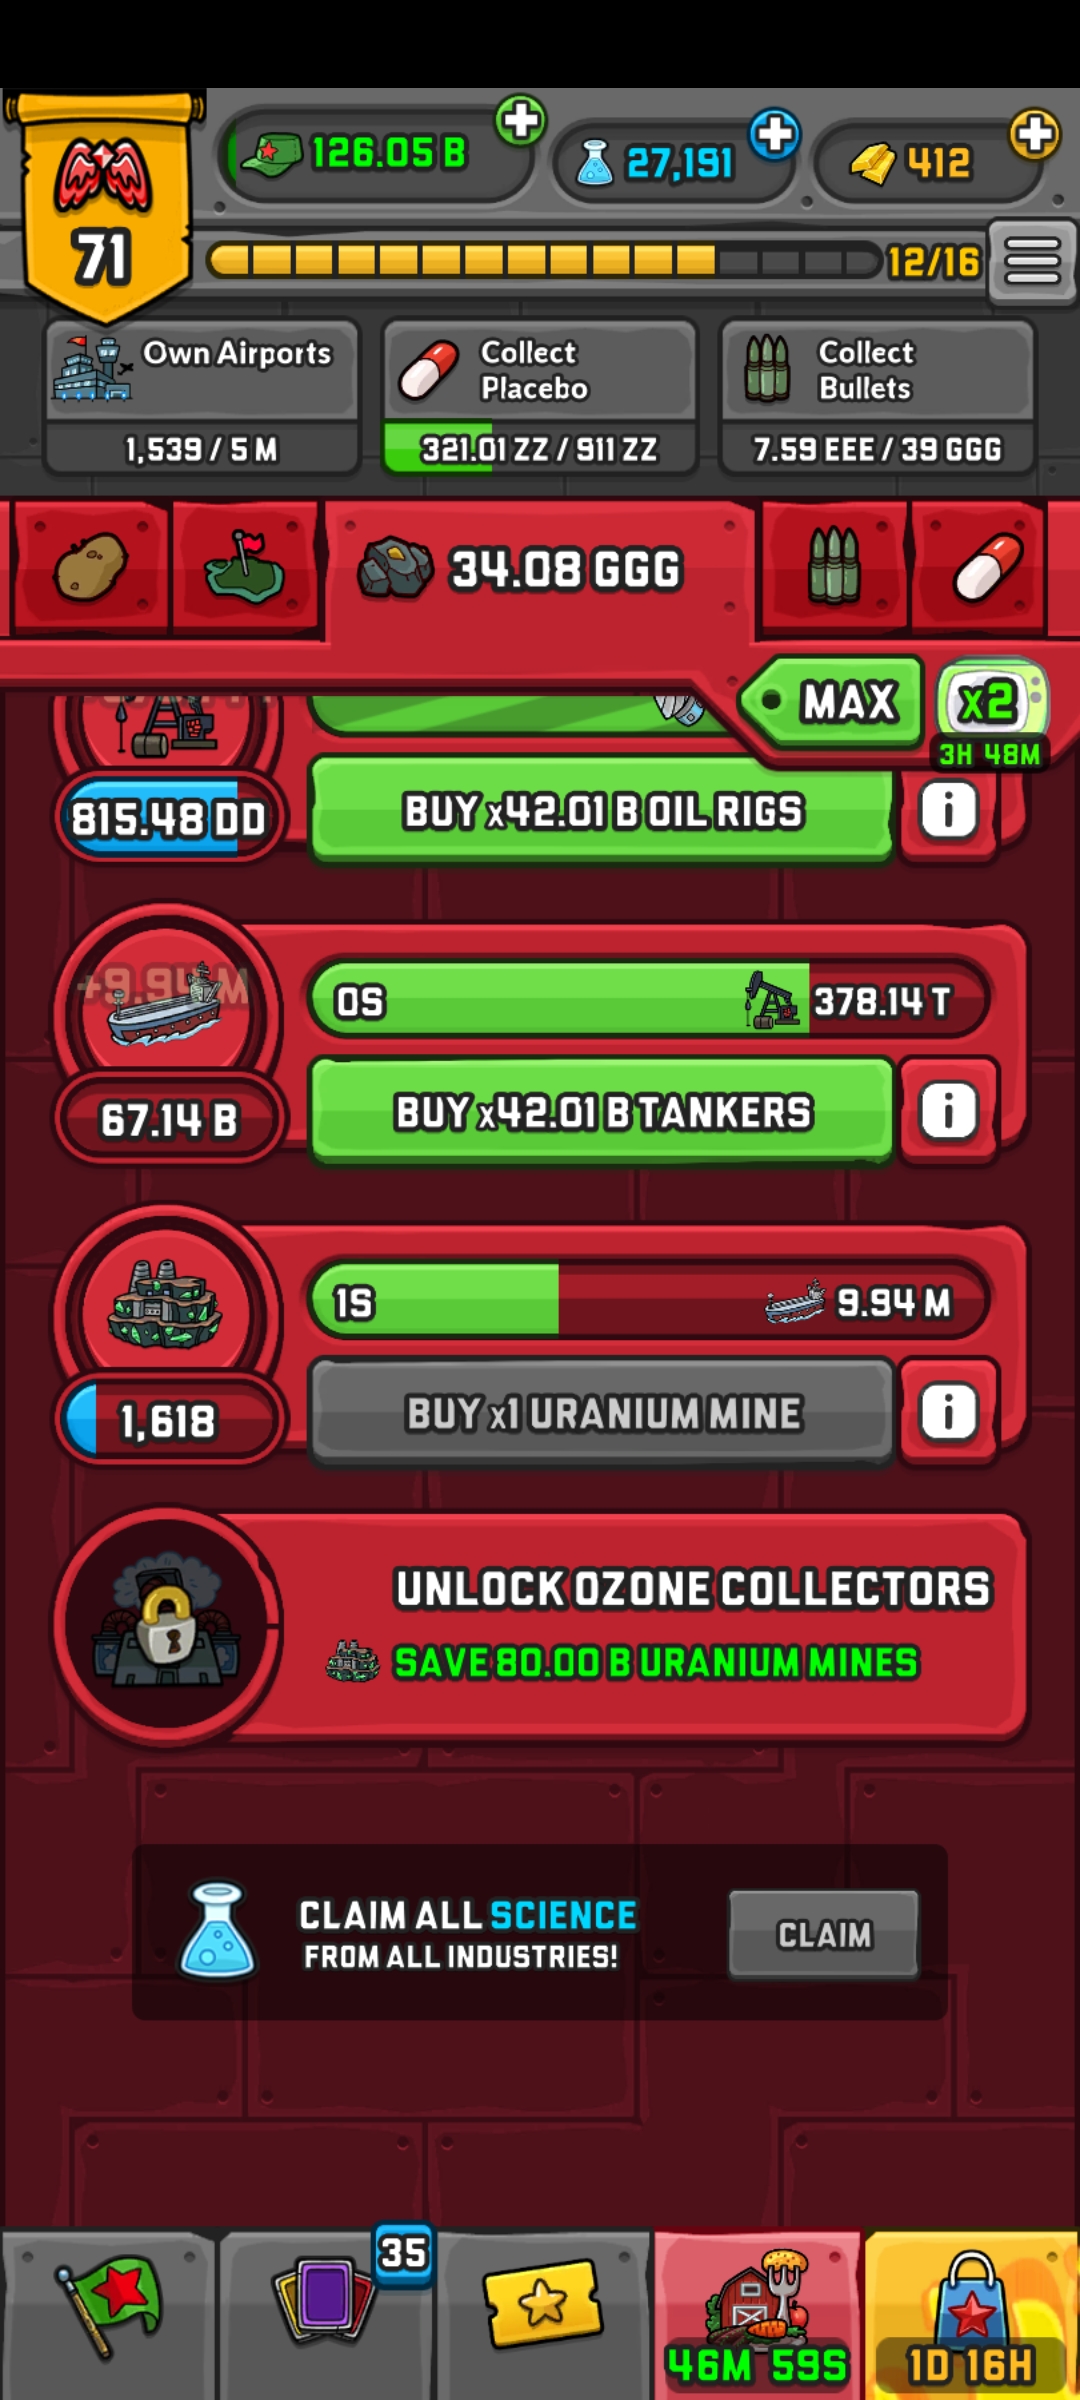 126.05 B
27,191
412
71
12/16
Own Airports
1,539 / 5 M
Collect
Placebo
321.01 ZZ / 911 ZZ
Collect
Bullets
7.59 EEE / 39 GGG
34.08 GGG
MAX
x2
3H 48M
815.48 DD
BUY x42.01 B OIL RIGS
i
+9.94 M
0S
378.14 T
67.14 B
BUY x42.01 B TANKERS
i
1S
9.94 M
1,618
BUY x1 URANIUM MINE
i
UNLOCK OZONE COLLECTORS
SAVE 80.00 B URANIUM MINES
CLAIM ALL SCIENCE
FROM ALL INDUSTRIES!
CLAIM
35
46M 59S
1D 16H